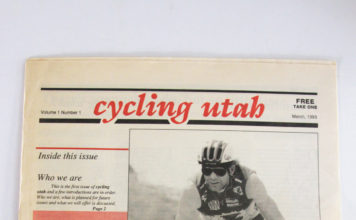 Volume 1 Number 1
cycling utah
FREE
TAKE ONE
March, 1993
Inside this issue
Who we are
This is the first issue of cycling
utah and a few introductions are in order.
Who we are, what is planned for future
issues and what we will offer is discussed.
Page 2